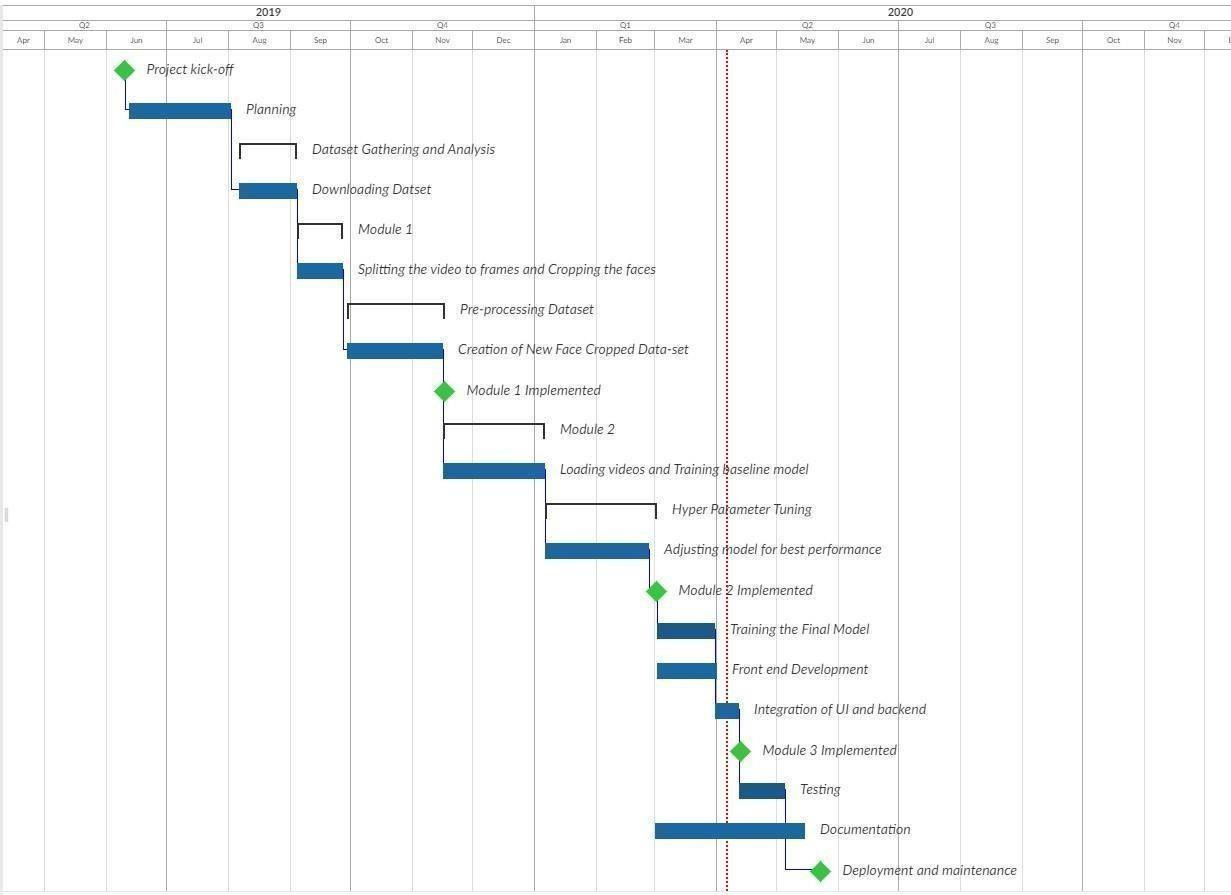 2019 2020
Q2 Q3 Q4 Q1 Q2 Q3 Q4
Apr May Jun Jul Aug Sep Oct Nov Dec Jan Feb Mar Apr May Jun Jul Aug Sep Oct Nov
Project kick-off
Planning
Dataset Gathering and Analysis
Downloading Datset
Module 1
Splitting the video to frames and Cropping the faces
Pre-processing Dataset
Creation of New Face Cropped Data-set
Module 1 Implemented
Module 2
Loading videos and Training baseline model
Hyper Parameter Tuning
Adjusting model for best performance
Module 2 Implemented
Training the Final Model
Front end Development
Integration of UI and backend
Module 3 Implemented
Testing
Documentation
Deployment and maintenance